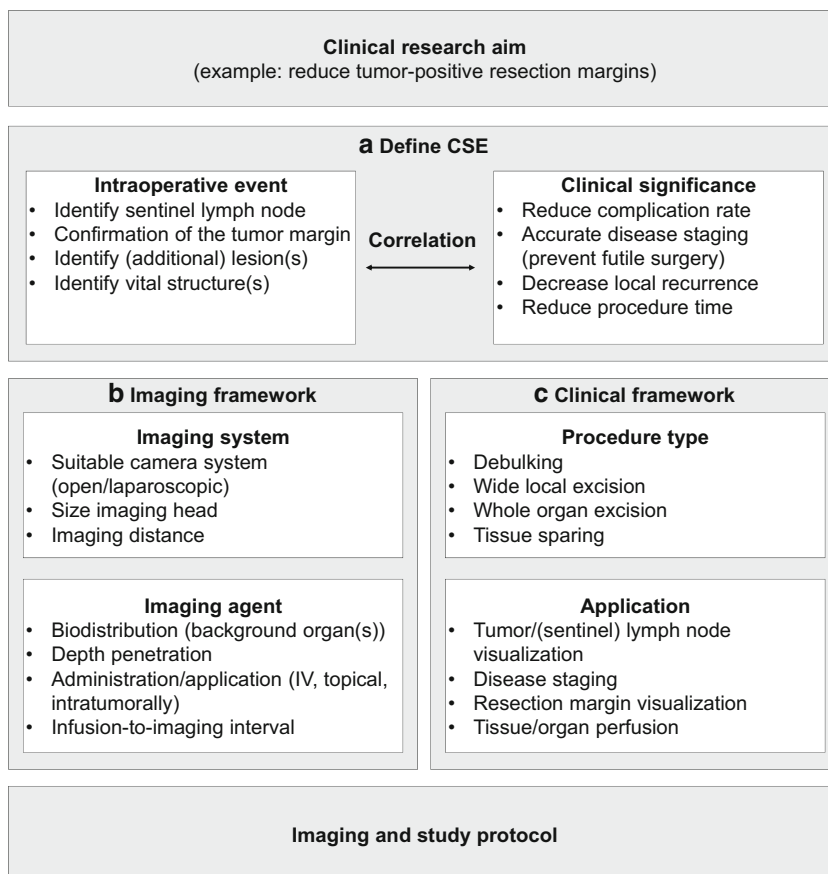 Clinical research aim
(example: reduce tumor-positive resection margins)
a Define CSE
Intraoperative event
• Identify sentinel lymph node
• Confirmation of the tumor margin
• Identify (additional) lesion(s)
• Identify vital structure(s)
Correlation
Clinical significance
• Reduce complication rate
• Accurate disease staging
(prevent futile surgery)
• Decrease local recurrence
• Reduce procedure time
b Imaging framework
Imaging system
• Suitable camera system
(open/laparoscopic)
• Size imaging head
• Imaging distance
Imaging agent
• Biodistribution (background organ(s))
• Depth penetration
• Administration/application (IV, topical,
intratumorally)
• Infusion-to-imaging interval
c Clinical framework
Procedure type
• Debulking
• Wide local excision
• Whole organ excision
• Tissue sparing
Application
• Tumor/(sentinel) lymph node
visualization
• Disease staging
• Resection margin visualization
• Tissue/organ perfusion
Imaging and study protocol